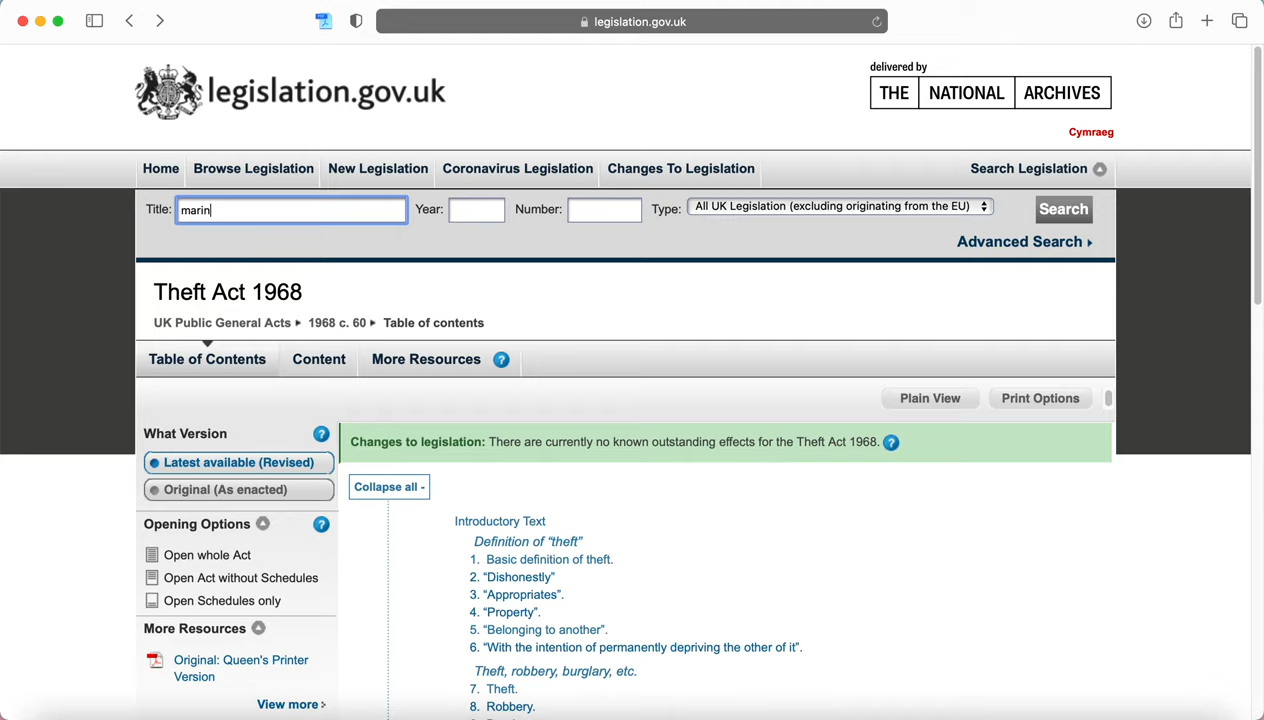 legislation.gov.uk
legislation.gov.uk
delivered by
THE NATIONAL ARCHIVES
Cymraeg
Home Browse Legislation New Legislation Coronavirus Legislation Changes To Legislation Search Legislation
Title: marin Year: Number: Type: All UK Legislation (excluding originating from the EU) Search
Advanced Search
Theft Act 1968
UK Public General Acts 1968 c. 60 Table of contents
Table of Contents Content More Resources ?
Plain View Print Options
What Version ?
Latest available (Revised)
Original (As enacted)
Opening Options ?
Open whole Act
Open Act without Schedules
Open Schedules only
More Resources
Original: Queen's Printer
Version
View more
Changes to legislation: There are currently no known outstanding effects for the Theft Act 1968. ?
Collapse all -
Introductory Text
Definition of “theft”
1. Basic definition of theft.
2. “Dishonestly”
3. “Appropriates”.
4. “Property”.
5. “Belonging to another”.
6. “With the intention of permanently depriving the other of it”.
Theft, robbery, burglary, etc.
7. Theft.
8. Robbery.